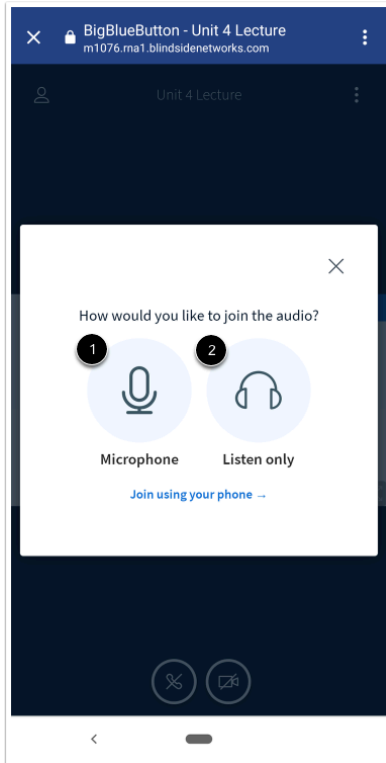 BigBlueButton - Unit 4 Lecture
m1076.rna1.blindsidenetworks.com
Unit 4 Lecture
How would you like to join the audio?
1 2
Microphone Listen only
Join using your phone →